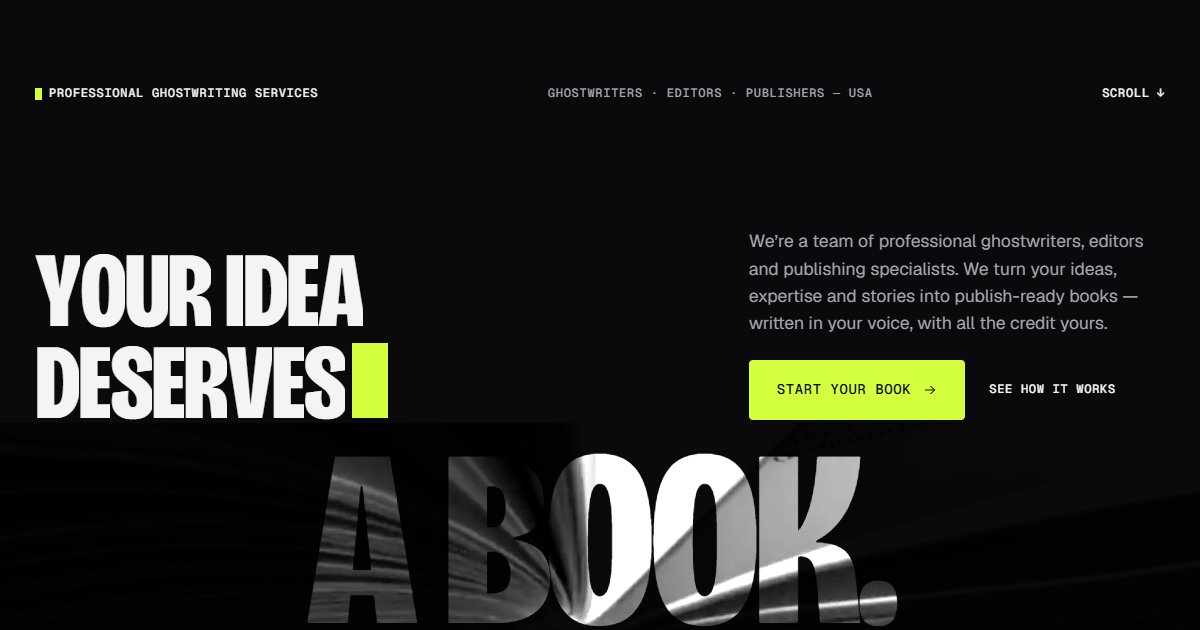 PROFESSIONAL GHOSTWRITING SERVICES
GHOSTWRITERS · EDITORS · PUBLISHERS — USA
SCROLL ↓
YOUR IDEA
DESERVES
We’re a team of professional ghostwriters, editors
and publishing specialists. We turn your ideas,
expertise and stories into publish-ready books —
written in your voice, with all the credit yours.
START YOUR BOOK →
SEE HOW IT WORKS
A BOOK.